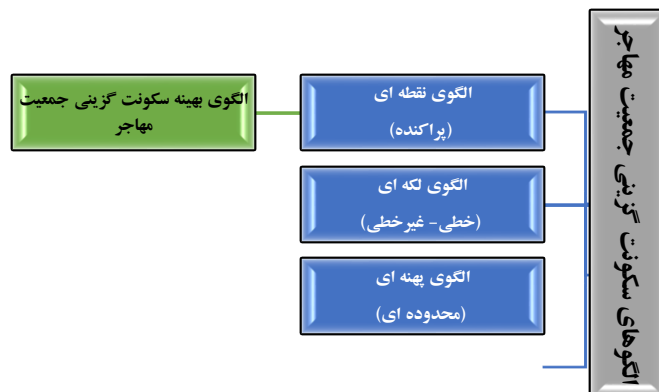 الگوهای سکونت گزینی جمعیت مهاجر
الگوی نقطه ای
(پراکنده)
الگوی بهینه سکونت گزینی جمعیت
مهاجر
الگوی لکه ای
(خطی- غیرخطی)
الگوی پهنه ای
(محدوده ای)